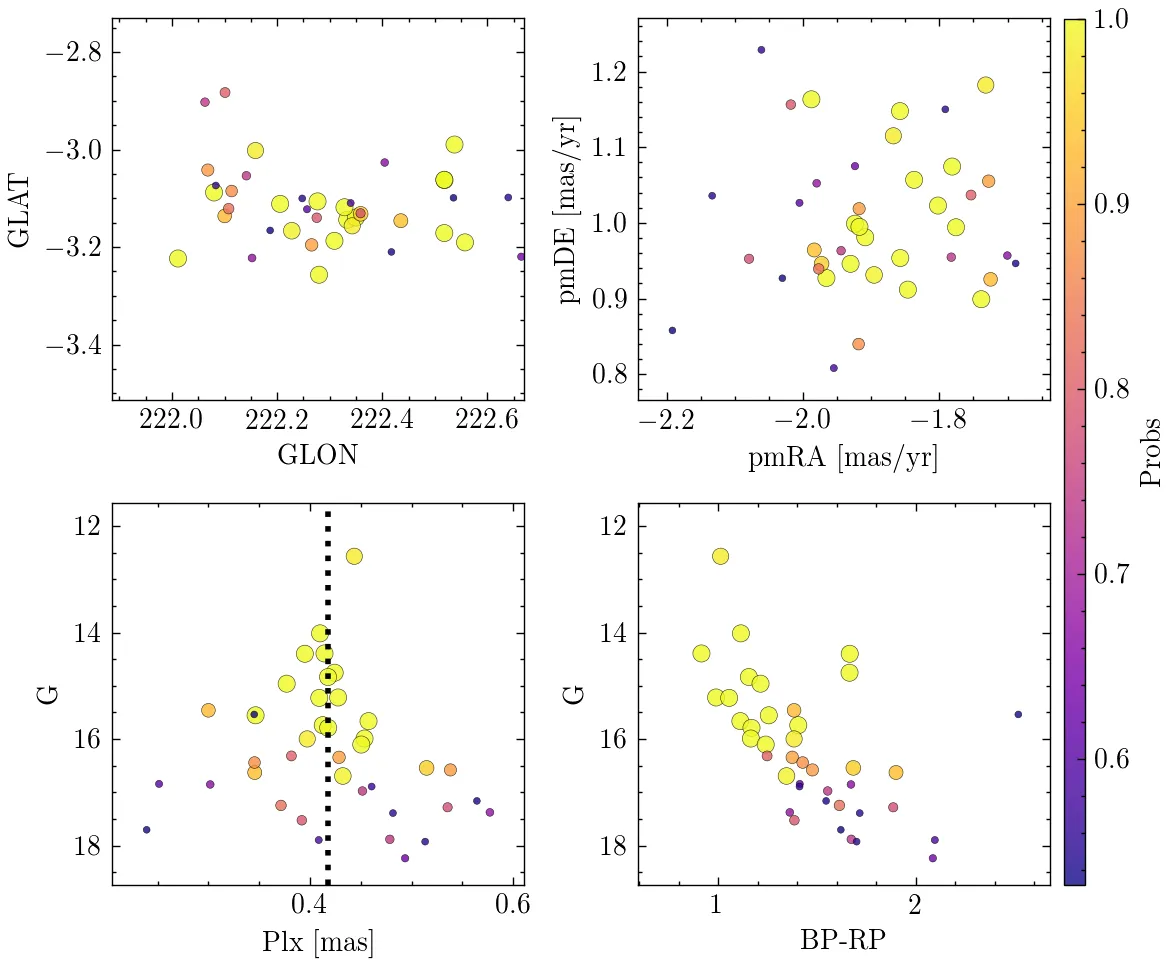 −2.8
−3.0
−3.2
−3.4
GLAT
222.0 222.2 222.4 222.6
GLON
1.2
1.1
1.0
0.9
0.8
pmDE [mas/yr]
−2.2 −2.0 −1.8
pmRA [mas/yr]
12
14
16
18
G
0.4 0.6
Plx [mas]
12
14
16
18
G
1 2
BP-RP
1.0
0.9
0.8
0.7
0.6
Probs